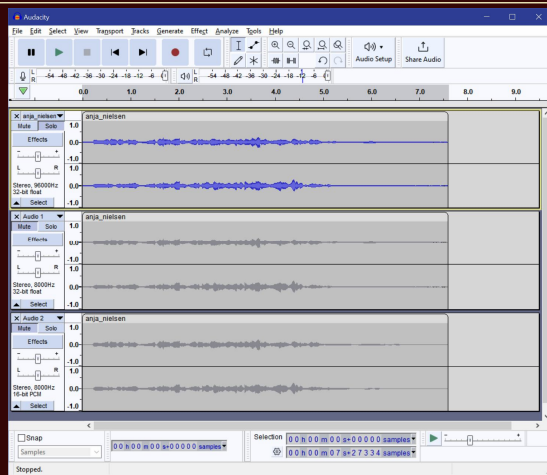 Audacity
File Edit Select View Transport Tracks Generate Effect Analyze Tools Help
Audio Setup Share Audio
L R -54 -48 -42 -36 -30 -24 -18 -12 -6 L R -54 -48 -42 -36 -30 -24 -18 -12 -6
0.0 1.0 2.0 3.0 4.0 5.0 6.0 7.0 8.0 9.0
anja_nielsen
anja_nielsen
Mute Solo
Effects
- +
L R
Stereo, 96000Hz
32-bit float
Select
1.0
0.0
-1.0
1.0
0.0
-1.0
Audio 1
anja_nielsen
Mute Solo
Effects
- +
L R
Stereo, 8000Hz
32-bit float
Select
1.0
0.0
-1.0
1.0
0.0
-1.0
Audio 2
anja_nielsen
Mute Solo
Effects
- +
L R
Stereo, 8000Hz
16-bit PCM
Select
1.0
0.0
-1.0
1.0
0.0
-1.0
Snap
Samples
00 h 00 m 00 s+00000 samples
Selection
00 h 00 m 00 s+00000 samples
00 h 00 m 07 s+27334 samples
Stopped.